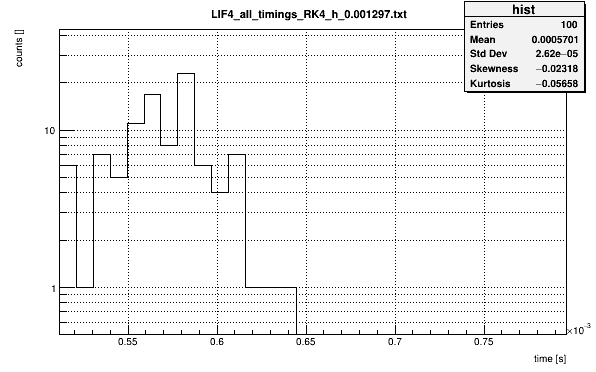 LIF4_all_timings_RK4_h_0.001297.txt
hist
Entries 100
Mean 0.0005701
Std Dev 2.62e−05
Skewness −0.02318
Kurtosis −0.05658
counts []
10
1
0.55 0.6 0.65 0.7 0.75
×10⁻³
time [s]